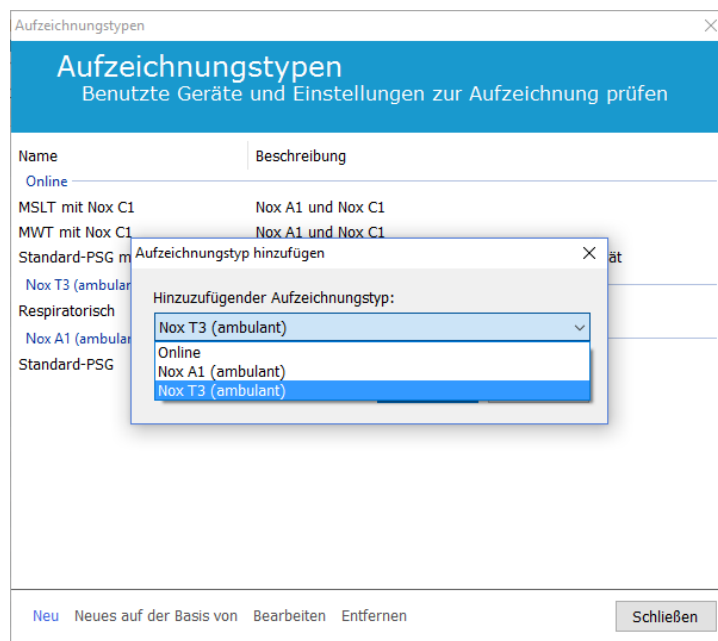 Aufzeichnungstypen
Aufzeichnungstypen
Benutzte Geräte und Einstellungen zur Aufzeichnung prüfen
Name Beschreibung
Online
MSLT mit Nox C1 Nox A1 und Nox C1
MWT mit Nox C1 Nox A1 und Nox C1
Standard-PSG m ät
Nox T3 (ambular
Respiratorisch
Nox A1 (ambular
Standard-PSG
Aufzeichnungstyp hinzufügen
Hinzuzufügender Aufzeichnungstyp:
Nox T3 (ambulant)
Online
Nox A1 (ambulant)
Nox T3 (ambulant)
Neu Neues auf der Basis von Bearbeiten Entfernen Schließen